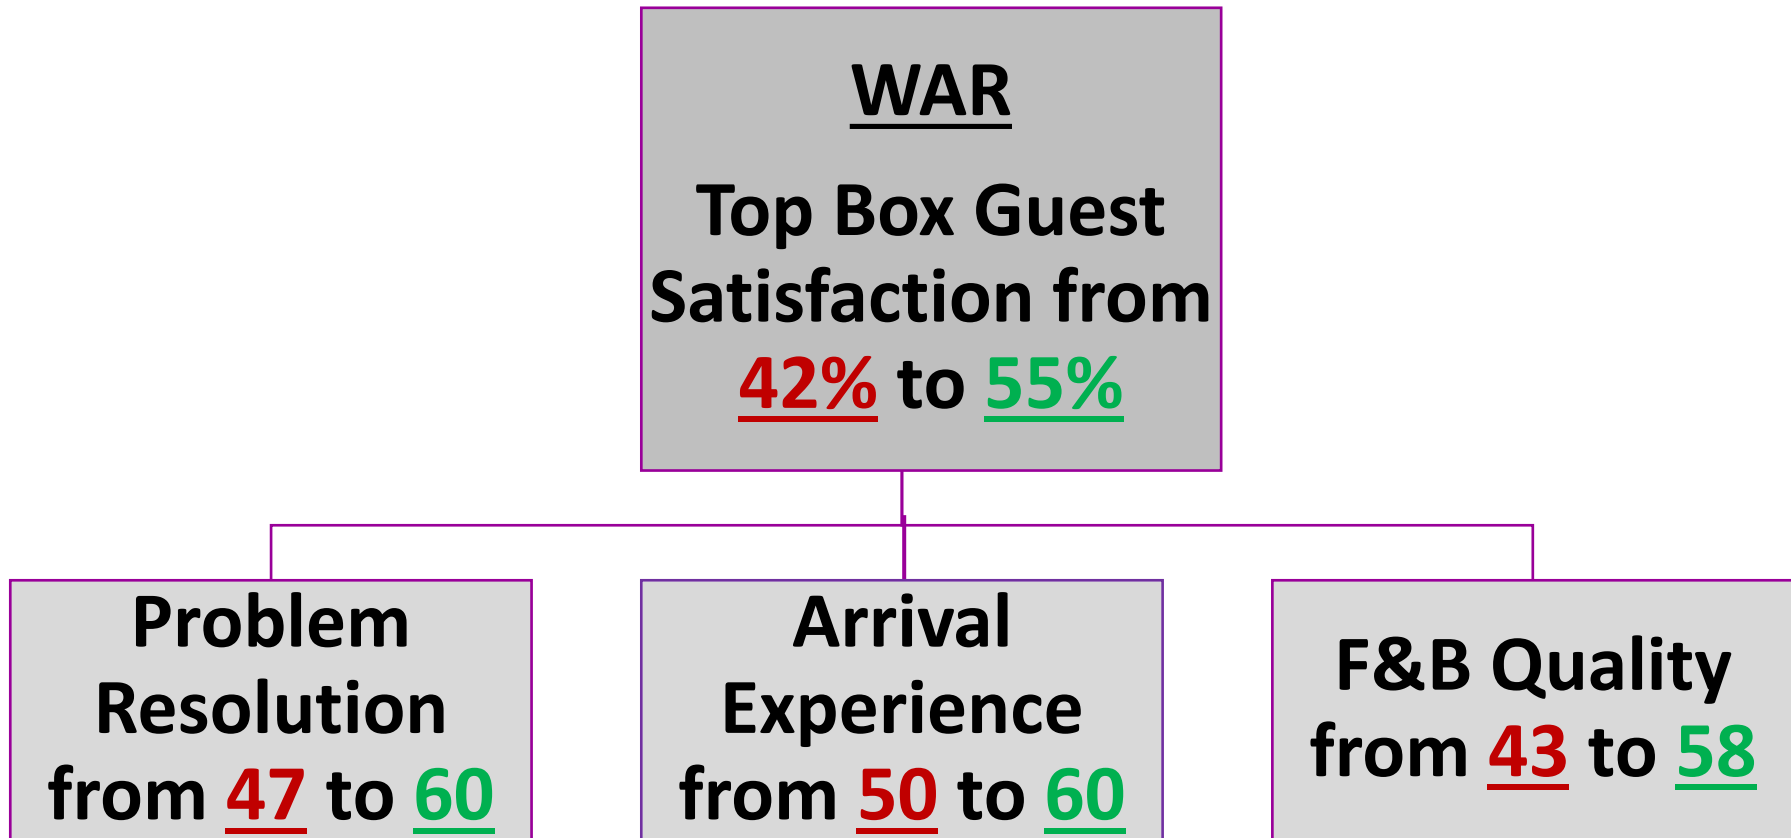 WAR
Top Box Guest
Satisfaction from
42% to 55%
Problem
Resolution
from 47 to 60
Arrival
Experience
from 50 to 60
F&B Quality
from 43 to 58